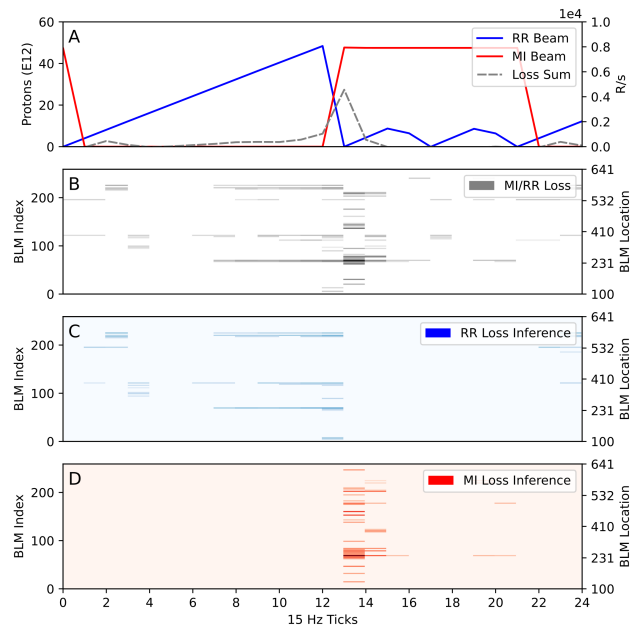 1e4
A
RR Beam
MI Beam
Loss Sum
Protons (E12)
R/s
60
40
20
0
1.0
0.8
0.6
0.4
0.2
0.0
B
MI/RR Loss
BLM Index
BLM Location
200
100
0
641
532
410
231
100
C
RR Loss Inference
BLM Index
BLM Location
200
100
0
641
532
410
231
100
D
MI Loss Inference
BLM Index
BLM Location
200
100
0
641
532
410
231
100
0 2 4 6 8 10 12 14 16 18 20 22 24
15 Hz Ticks